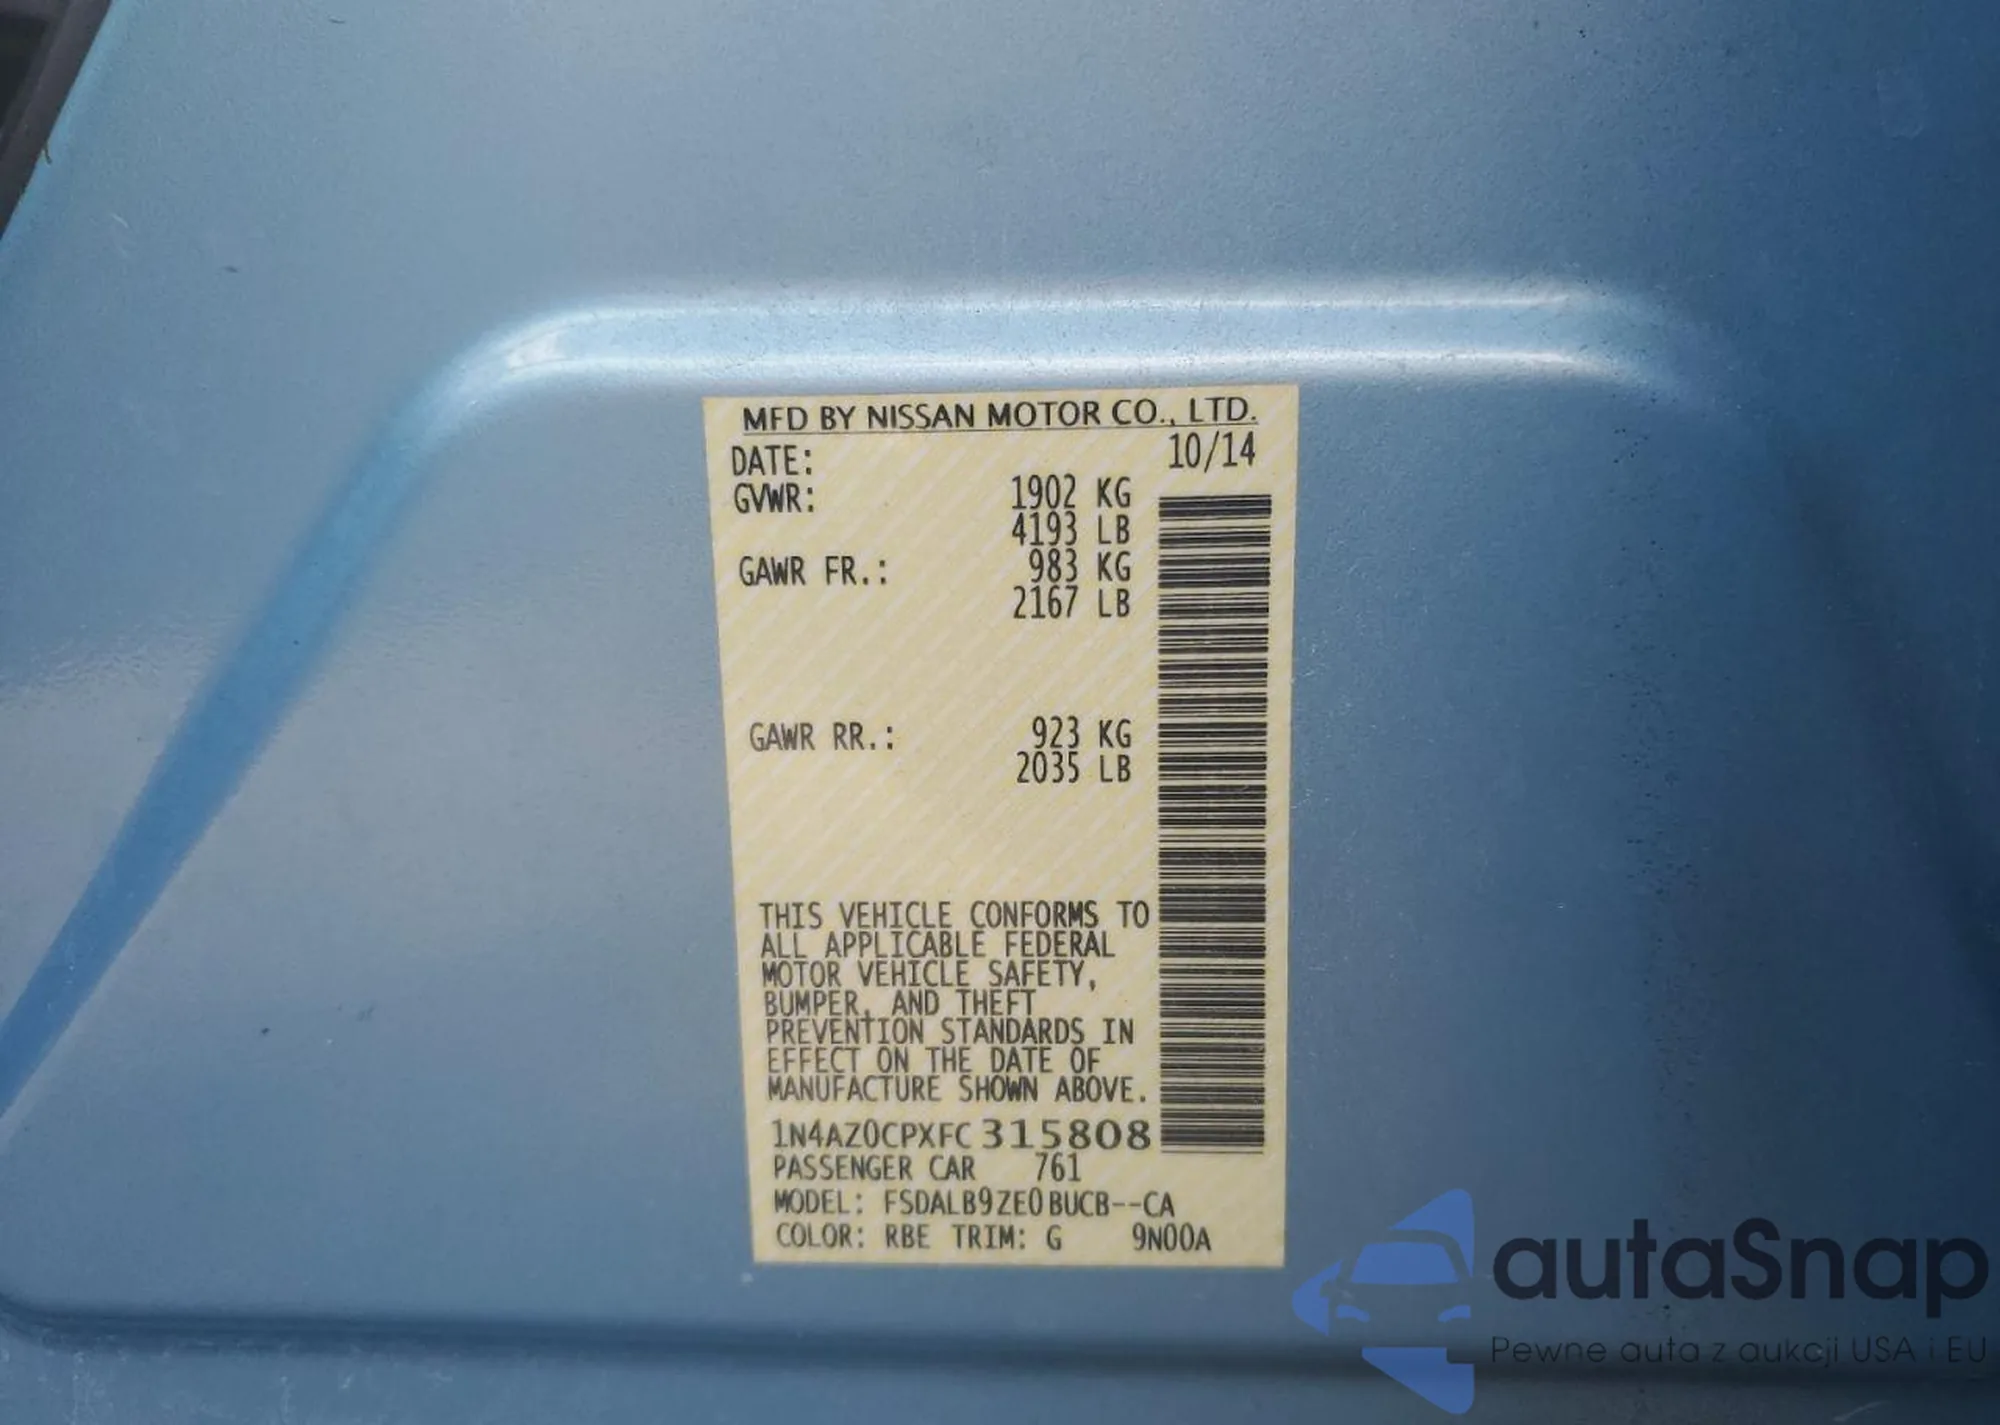 MFD BY NISSAN MOTOR CO., LTD.
DATE: 10/14
GVWR: 1902 KG
4193 LB
GAWR FR.: 983 KG
2167 LB
GAWR RR.: 923 KG
2035 LB
THIS VEHICLE CONFORMS TO
ALL APPLICABLE FEDERAL
MOTOR VEHICLE SAFETY,
BUMPER, AND THEFT
PREVENTION STANDARDS IN
EFFECT ON THE DATE OF
MANUFACTURE SHOWN ABOVE.
1N4AZ0CPXFC315808
PASSENGER CAR 761
MODEL: FSDALB9ZE0BUCB--CA
COLOR: RBE TRIM: G 9N00A
autaSnap
Pewne auta z aukcji USA i EU